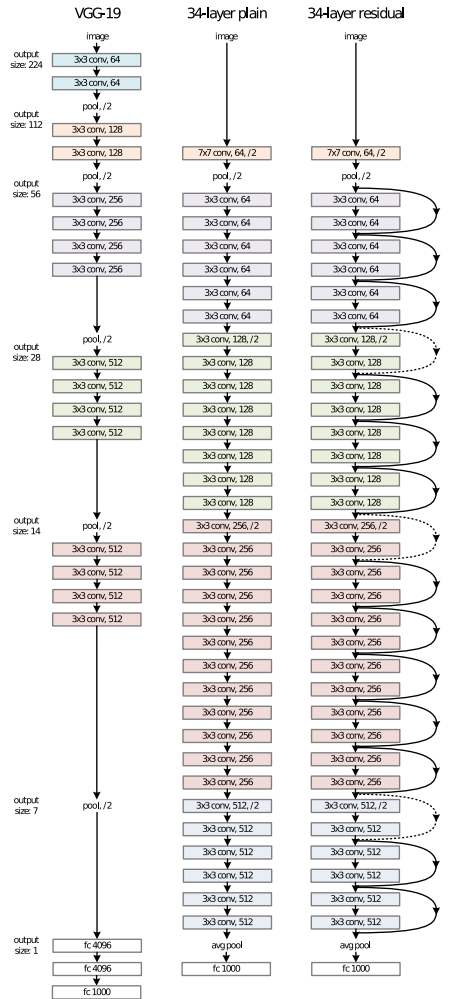 output
size: 224
output
size: 112
output
size: 56
output
size: 28
output
size: 14
output
size: 7
output
size: 1
VGG-19
image
3x3 conv, 64
3x3 conv, 64
pool, /2
3x3 conv, 128
3x3 conv, 128
pool, /2
3x3 conv, 256
3x3 conv, 256
3x3 conv, 256
3x3 conv, 256
pool, /2
3x3 conv, 512
3x3 conv, 512
3x3 conv, 512
3x3 conv, 512
pool, /2
3x3 conv, 512
3x3 conv, 512
3x3 conv, 512
3x3 conv, 512
pool, /2
fc 4096
fc 4096
fc 1000
34-layer plain
image
7x7 conv, 64, /2
pool, /2
3x3 conv, 64
3x3 conv, 64
3x3 conv, 64
3x3 conv, 64
3x3 conv, 64
3x3 conv, 64
3x3 conv, 128, /2
3x3 conv, 128
3x3 conv, 128
3x3 conv, 128
3x3 conv, 128
3x3 conv, 128
3x3 conv, 128
3x3 conv, 128
3x3 conv, 256, /2
3x3 conv, 256
3x3 conv, 256
3x3 conv, 256
3x3 conv, 256
3x3 conv, 256
3x3 conv, 256
3x3 conv, 256
3x3 conv, 256
3x3 conv, 256
3x3 conv, 256
3x3 conv, 256
3x3 conv, 512, /2
3x3 conv, 512
3x3 conv, 512
3x3 conv, 512
3x3 conv, 512
3x3 conv, 512
avg pool
fc 1000
34-layer residual
image
7x7 conv, 64, /2
pool, /2
3x3 conv, 64
3x3 conv, 64
3x3 conv, 64
3x3 conv, 64
3x3 conv, 64
3x3 conv, 64
3x3 conv, 128, /2
3x3 conv, 128
3x3 conv, 128
3x3 conv, 128
3x3 conv, 128
3x3 conv, 128
3x3 conv, 128
3x3 conv, 128
3x3 conv, 256, /2
3x3 conv, 256
3x3 conv, 256
3x3 conv, 256
3x3 conv, 256
3x3 conv, 256
3x3 conv, 256
3x3 conv, 256
3x3 conv, 256
3x3 conv, 256
3x3 conv, 256
3x3 conv, 256
3x3 conv, 512, /2
3x3 conv, 512
3x3 conv, 512
3x3 conv, 512
3x3 conv, 512
3x3 conv, 512
avg pool
fc 1000